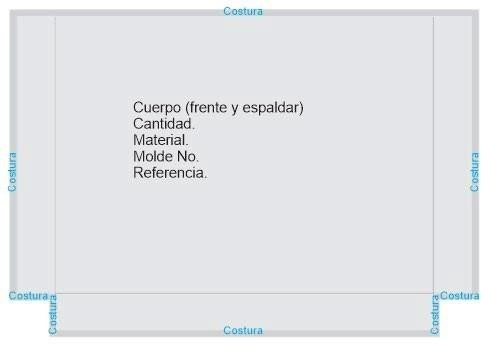 Costura
Cuerpo (frente y espaldar)
Cantidad.
Material.
Molde No.
Referencia.
Costura
Costura
Costura
Costura
Costura
Costura
Costura